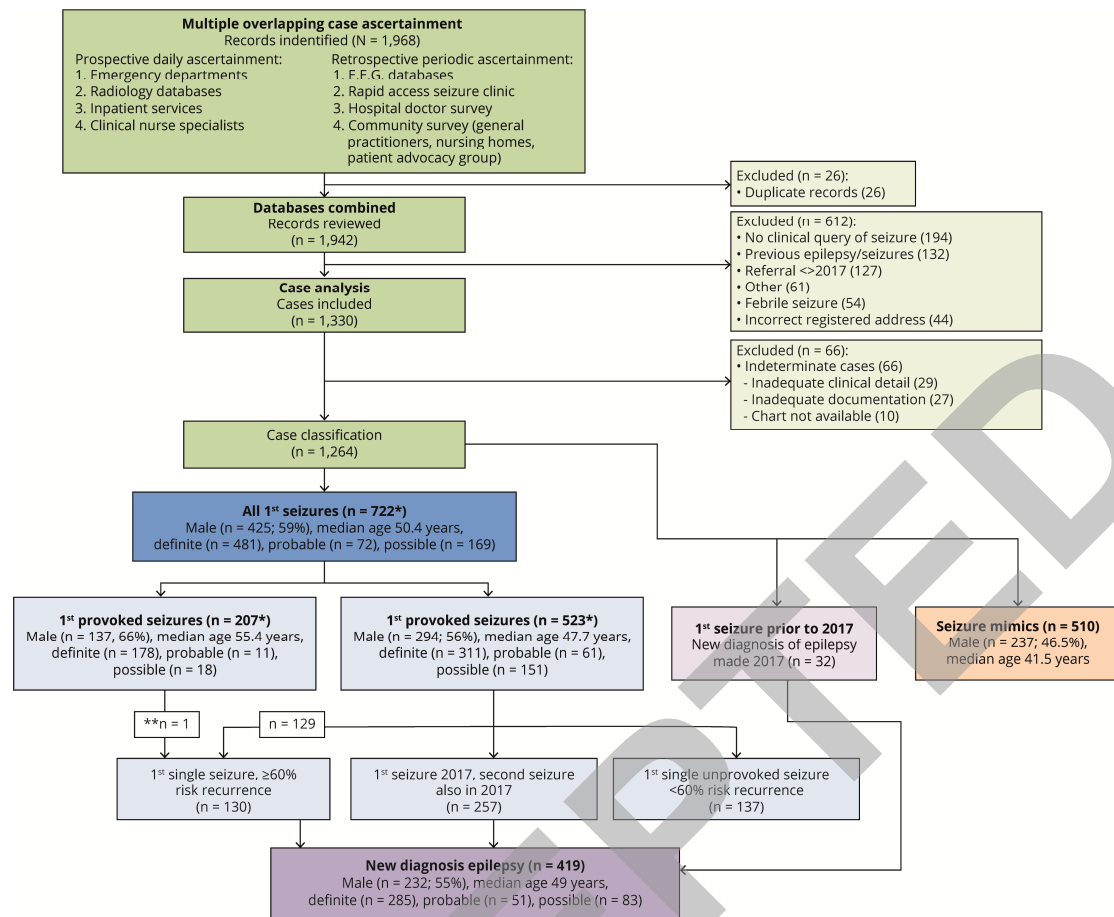 Multiple overlapping case ascertainment
Records indentified (N = 1,968)
Prospective daily ascertainment:
1. Emergency departments
2. Radiology databases
3. Inpatient services
4. Clinical nurse specialists
Retrospective periodic ascertainment:
1. E.E.G. databases
2. Rapid access seizure clinic
3. Hospital doctor survey
4. Community survey (general
practitioners, nursing homes,
patient advocacy group)
Excluded (n = 26):
• Duplicate records (26)
Databases combined
Records reviewed
(n = 1,942)
Excluded (n = 612):
• No clinical query of seizure (194)
• Previous epilepsy/seizures (132)
• Referral <>2017 (127)
• Other (61)
• Febrile seizure (54)
• Incorrect registered address (44)
Case analysis
Cases included
(n = 1,330)
Excluded (n = 66):
• Indeterminate cases (66)
- Inadequate clinical detail (29)
- Inadequate documentation (27)
- Chart not available (10)
Case classification
(n = 1,264)
All 1st seizures (n = 722*)
Male (n = 425; 59%), median age 50.4 years,
definite (n = 481), probable (n = 72), possible (n = 169)
1st provoked seizures (n = 207*)
Male (n = 137, 66%), median age 55.4 years,
definite (n = 178), probable (n = 11),
possible (n = 18)
1st provoked seizures (n = 523*)
Male (n = 294; 56%), median age 47.7 years,
definite (n = 311), probable (n = 61),
possible (n = 151)
1st seizure prior to 2017
New diagnosis of epilepsy
made 2017 (n = 32)
Seizure mimics (n = 510)
Male (n = 237; 46.5%),
median age 41.5 years
**n = 1
n = 129
1st single seizure, ≥60%
risk recurrence
(n = 130)
1st seizure 2017, second seizure
also in 2017
(n = 257)
1st single unprovoked seizure
<60% risk recurrence
(n = 137)
New diagnosis epilepsy (n = 419)
Male (n = 232; 55%), median age 49 years,
definite (n = 285), probable (n = 51), possible (n = 83)
EPTED